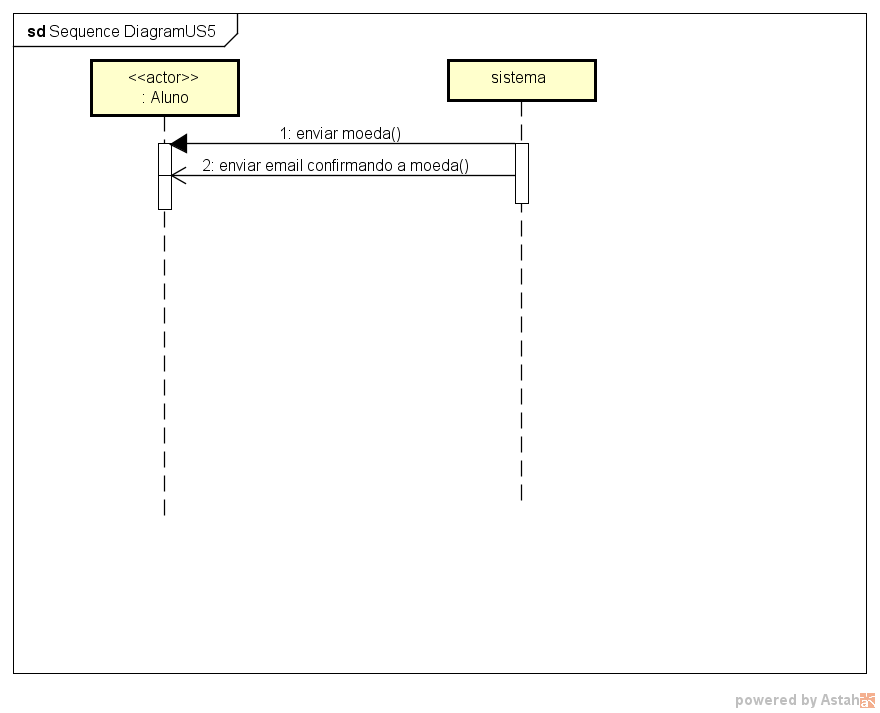 sd Sequence DiagramUS5
<<actor>>
: Aluno
sistema
1: enviar moeda()
2: enviar email confirmando a moeda()
powered by Astah